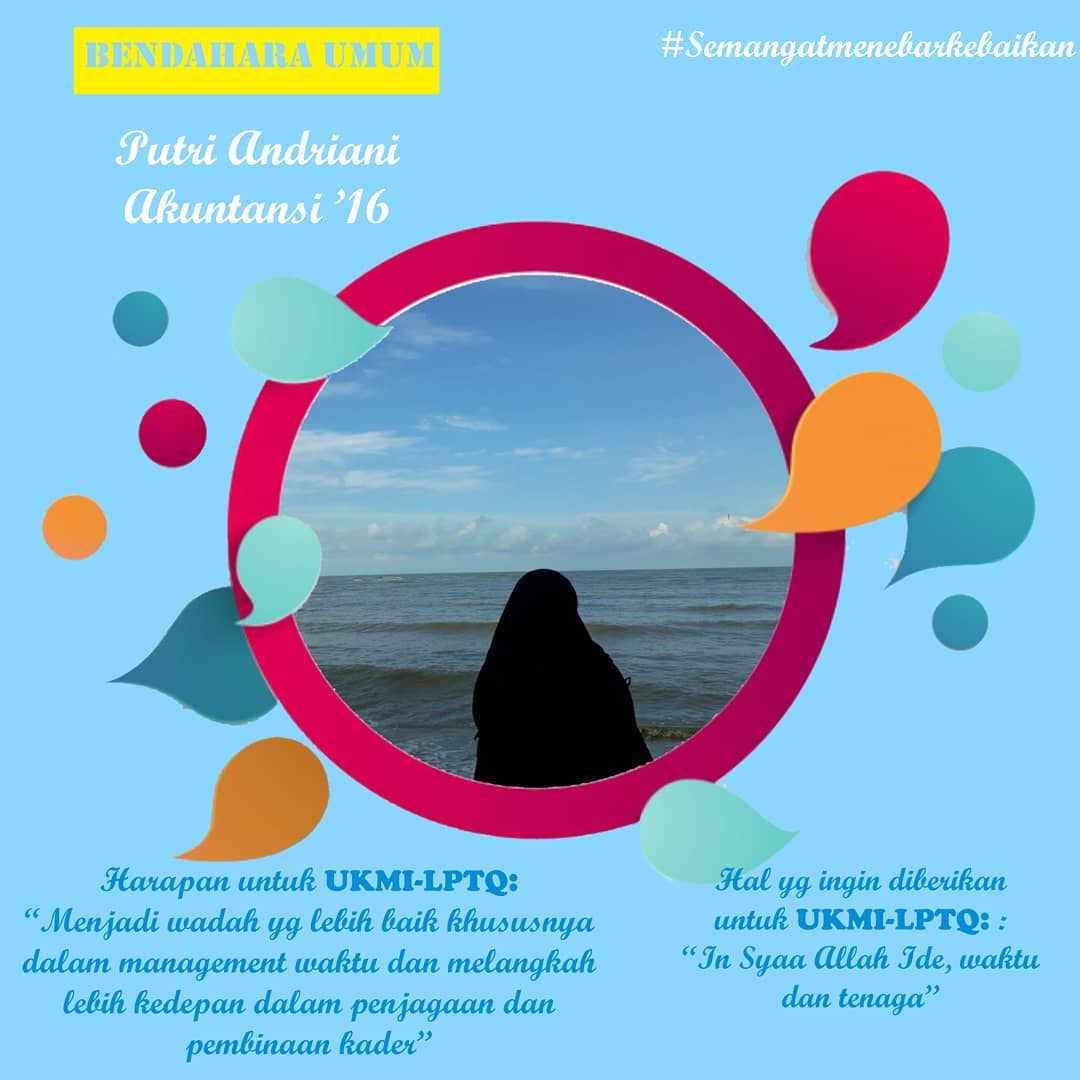 BENDAHARA UMUM
#Semangatmenebarkebaikan
Putri Andriani
Akuntansi '16
Harapan untuk UKMI-LPTQ:
“Menjadi wadah yg lebih baik khususnya
dalam management waktu dan melangkah
lebih kedepan dalam penjagaan dan
pembinaan kader”
Hal yg ingin diberikan
untuk UKMI-LPTQ: :
“In Syaa Allah Ide, waktu
dan tenaga”